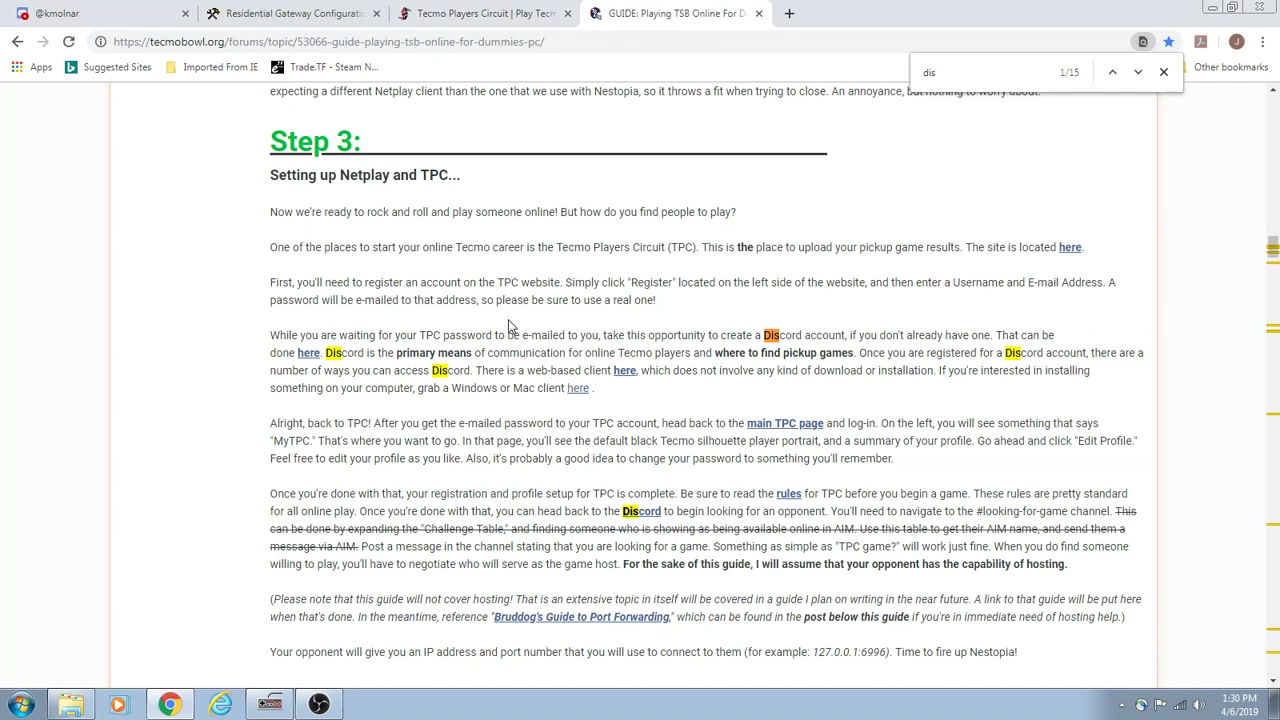 @kmolnar
Residential Gateway Configuratio
Tecmo Players Circuit | Play Tecm
GUIDE: Playing TSB Online For D
https://tecmobowl.org/forums/topic/53066-guide-playing-tsb-online-for-dummies-pc/
J
dis
1/15
Apps
Suggested Sites
Imported From IE
Trade.TF - Steam N...
Other bookmarks
expecting a different Netplay client than the one that we use with Nestopia, so it throws a fit when trying to close. An annoyance, but nothing to worry about.
Step 3:
Setting up Netplay and TPC...
Now we're ready to rock and roll and play someone online! But how do you find people to play?
One of the places to start your online Tecmo career is the Tecmo Players Circuit (TPC). This is the place to upload your pickup game results. The site is located here.
First, you'll need to register an account on the TPC website. Simply click "Register" located on the left side of the website, and then enter a Username and E-mail Address. A
password will be e-mailed to that address, so please be sure to use a real one!
While you are waiting for your TPC password to be e-mailed to you, take this opportunity to create a Discord account, if you don't already have one. That can be
done here. Discord is the primary means of communication for online Tecmo players and where to find pickup games. Once you are registered for a Discord account, there are a
number of ways you can access Discord. There is a web-based client here, which does not involve any kind of download or installation. If you're interested in installing
something on your computer, grab a Windows or Mac client here .
Alright, back to TPC! After you get the e-mailed password to your TPC account, head back to the main TPC page and log-in. On the left, you will see something that says
"MyTPC." That's where you want to go. In that page, you'll see the default black Tecmo silhouette player portrait, and a summary of your profile. Go ahead and click "Edit Profile."
Feel free to edit your profile as you like. Also, it's probably a good idea to change your password to something you'll remember.
Once you're done with that, your registration and profile setup for TPC is complete. Be sure to read the rules for TPC before you begin a game. These rules are pretty standard
for all online play. Once you're done with that, you can head back to the Discord to begin looking for an opponent. You'll need to navigate to the #looking-for-game channel. This
can be done by expanding the "Challenge Table," and finding someone who is showing as being available online in AIM. Use this table to get their AIM name, and send them a
message via AIM. Post a message in the channel stating that you are looking for a game. Something as simple as "TPC game?" will work just fine. When you do find someone
willing to play, you'll have to negotiate who will serve as the game host. For the sake of this guide, I will assume that your opponent has the capability of hosting.
(Please note that this guide will not cover hosting! That is an extensive topic in itself will be covered in a guide I plan on writing in the near future. A link to that guide will be put here
when that's done. In the meantime, reference "Bruddog's Guide to Port Forwarding," which can be found in the post below this guide if you're in immediate need of hosting help.)
Your opponent will give you an IP address and port number that you will use to connect to them (for example: 127.0.0.1:6996). Time to fire up Nestopia!
1:30 PM
4/6/2019